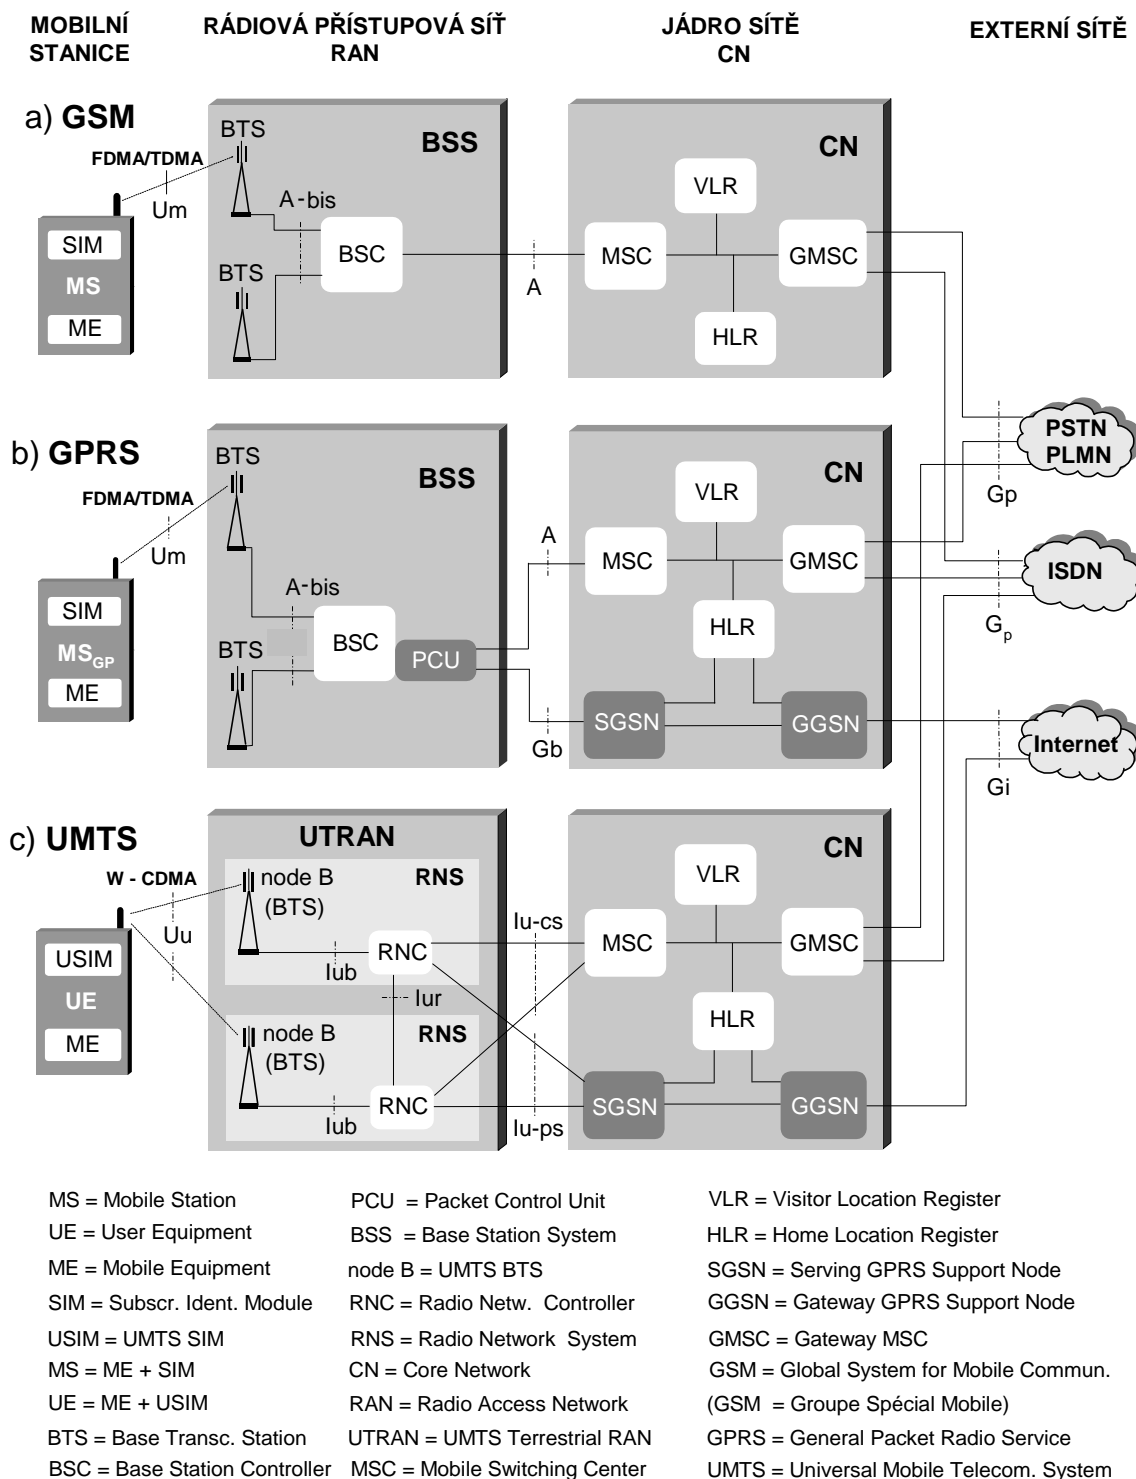 MOBILNÍ
STANICE
RÁDIOVÁ PŘÍSTUPOVÁ SÍŤ
RAN
JÁDRO SÍTĚ
CN
EXTERNÍ SÍTĚ
a) GSM
FDMA/TDMA
Um
SIM
MS
ME
BTS
BTS
A-bis
BSS
BSC
A
CN
VLR
MSC
GMSC
HLR
PSTN
PLMN
Gp
b) GPRS
FDMA/TDMA
Um
SIM
MSGP
ME
BTS
BTS
A-bis
BSS
BSC
PCU
A
Gb
CN
VLR
MSC
GMSC
HLR
SGSN
GGSN
ISDN
Gp
Internet
Gi
c) UMTS
W - CDMA
Uu
USIM
UE
ME
UTRAN
node B
(BTS)
RNS
RNC
Iub
Iur
node B
(BTS)
RNS
RNC
Iub
Iu-cs
Iu-ps
CN
VLR
MSC
GMSC
HLR
SGSN
GGSN
MS = Mobile Station
UE = User Equipment
ME = Mobile Equipment
SIM = Subscr. Ident. Module
USIM = UMTS SIM
MS = ME + SIM
UE = ME + USIM
BTS = Base Transc. Station
BSC = Base Station Controller
PCU = Packet Control Unit
BSS = Base Station System
node B = UMTS BTS
RNC = Radio Netw. Controller
RNS = Radio Network System
CN = Core Network
RAN = Radio Access Network
UTRAN = UMTS Terrestrial RAN
MSC = Mobile Switching Center
VLR = Visitor Location Register
HLR = Home Location Register
SGSN = Serving GPRS Support Node
GGSN = Gateway GPRS Support Node
GMSC = Gateway MSC
GSM = Global System for Mobile Commun.
(GSM = Groupe Spécial Mobile)
GPRS = General Packet Radio Service
UMTS = Universal Mobile Telecom. System